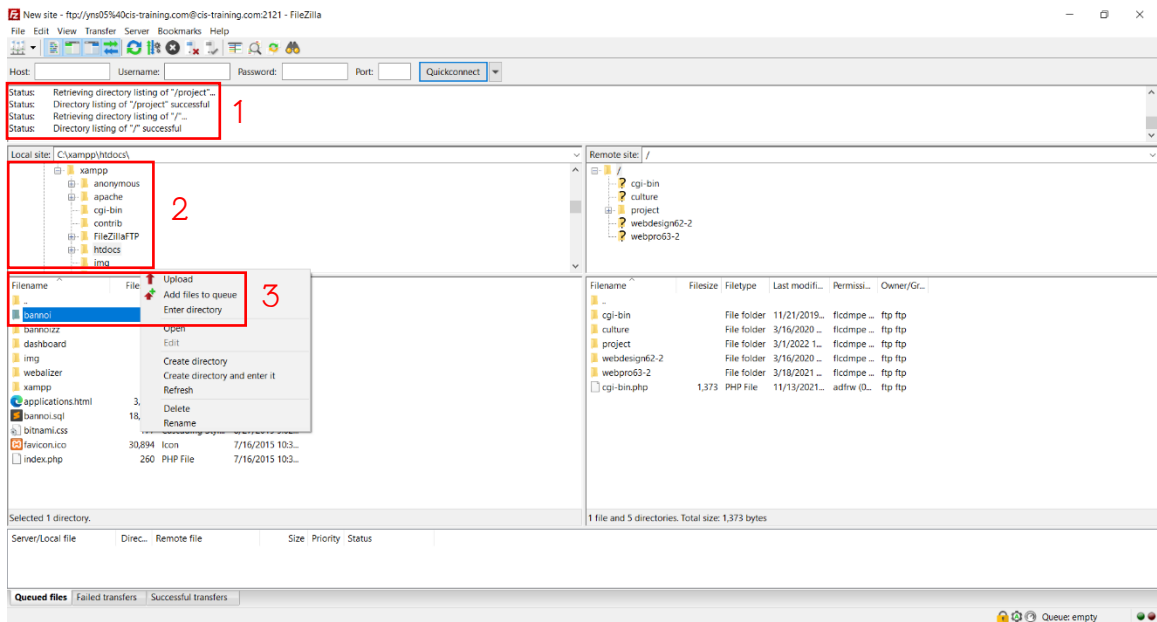 New site - ftp://yns05%40cis-training.com@cis-training.com:2121 - FileZilla
File Edit View Transfer Server Bookmarks Help
Host: Username: Password: Port: Quickconnect
Status: Retrieving directory listing of "/project"...
Status: Directory listing of "/project" successful
Status: Retrieving directory listing of "/"...
Status: Directory listing of "/" successful
1
Local site: C:\xampp\htdocs\
xampp
anonymous
apache
cgi-bin
contrib
FileZillaFTP
htdocs
img
2
Remote site: /
/
cgi-bin
culture
project
webdesign62-2
webpro63-2
Filename File
..
bannoi
bannoizz
dashboard
img
webalizer
xampp
applications.html 3,
bannoi.sql 18,
bitnami.css
favicon.ico 30,894 Icon 7/16/2015 10:3...
index.php 260 PHP File 7/16/2015 10:3...
Upload
Add files to queue
Enter directory
Open
Edit
Create directory
Create directory and enter it
Refresh
Delete
Rename
3
Selected 1 directory.
Filename Filesize Filetype Last modifi... Permissi... Owner/Gr...
..
cgi-bin File folder 11/21/2019... flcdmpe ... ftp ftp
culture File folder 3/16/2020 ... flcdmpe ... ftp ftp
project File folder 3/1/2022 1... flcdmpe ... ftp ftp
webdesign62-2 File folder 3/16/2020 ... flcdmpe ... ftp ftp
webpro63-2 File folder 3/18/2021 ... flcdmpe ... ftp ftp
cgi-bin.php 1,373 PHP File 11/13/2021... adfrw (0... ftp ftp
1 file and 5 directories. Total size: 1,373 bytes
Server/Local file Direc... Remote file Size Priority Status
Queued files Failed transfers Successful transfers
Queue: empty